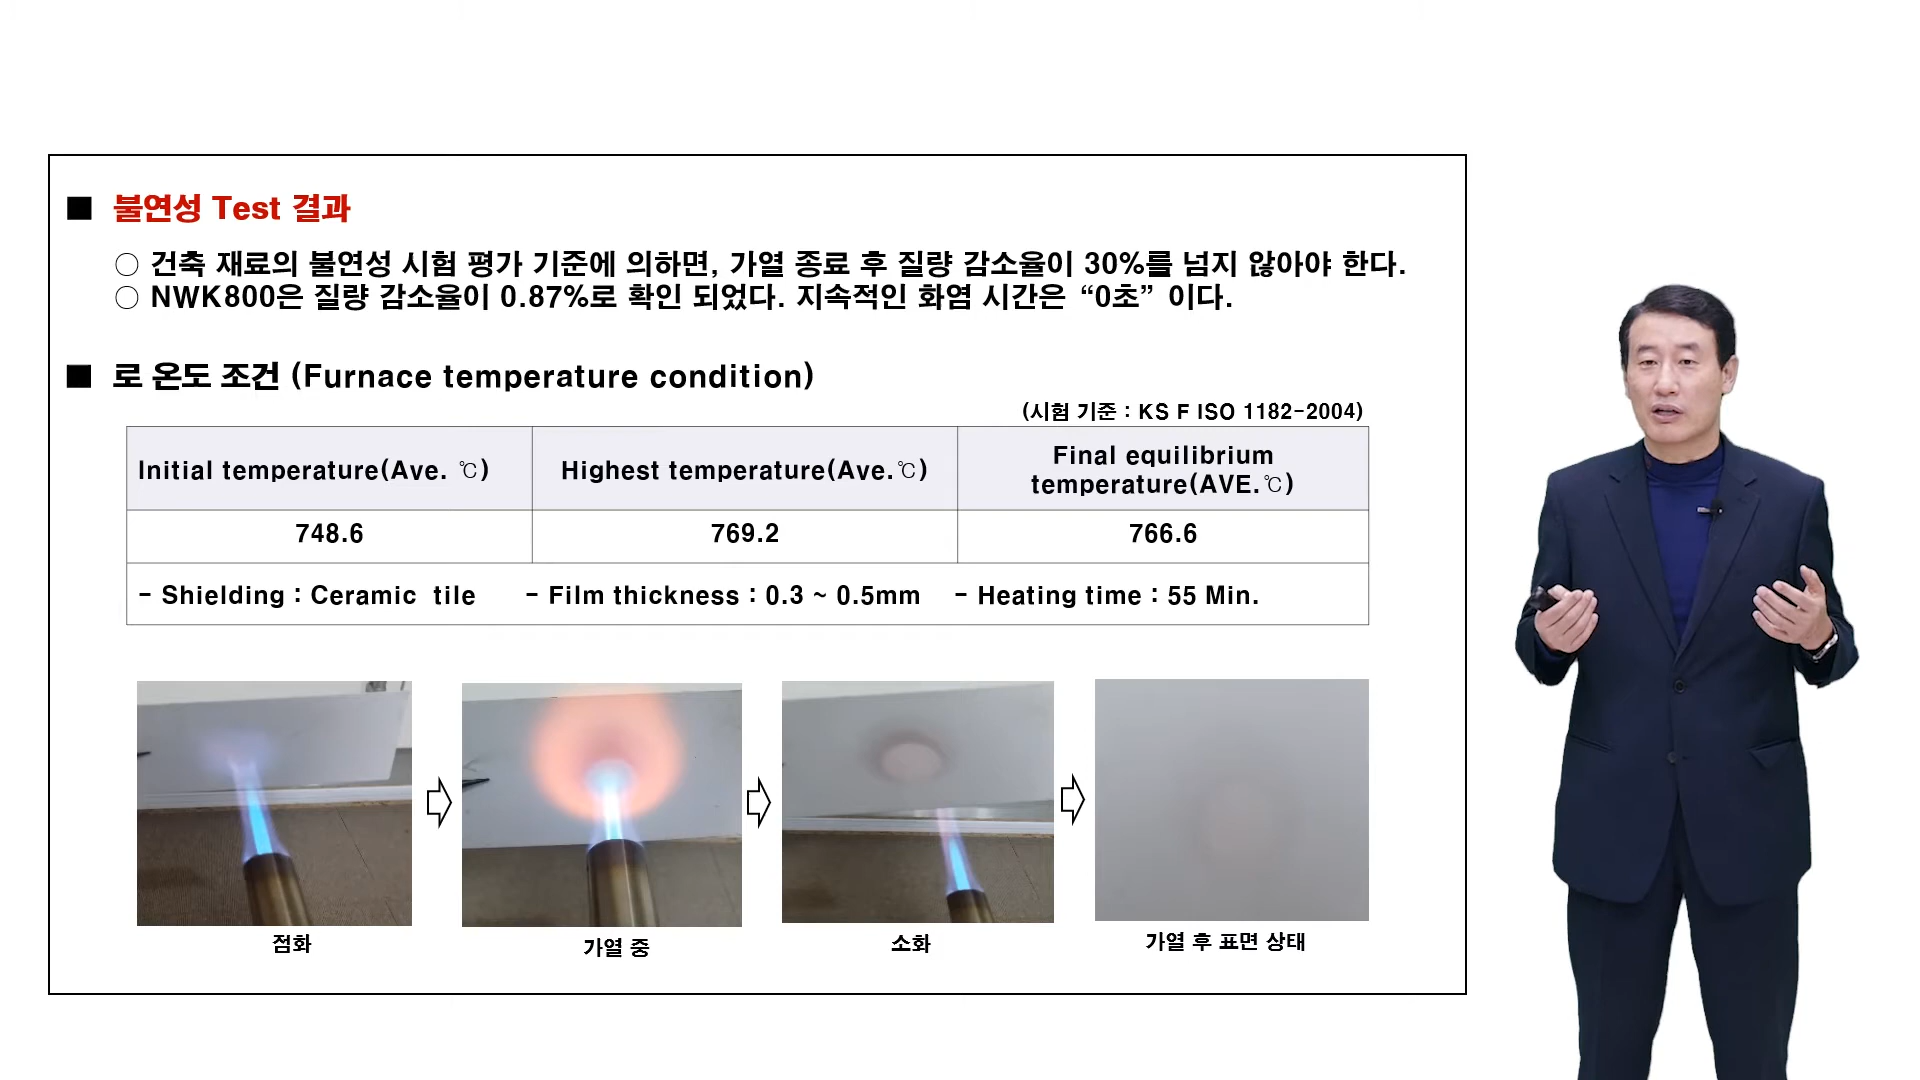 ■ 불연성 Test 결과
○ 건축 재료의 불연성 시험 평가 기준에 의하면, 가열 종료 후 질량 감소율이 30%를 넘지 않아야 한다.
○ NWK800은 질량 감소율이 0.87%로 확인 되었다. 지속적인 화염 시간은 “0초” 이다.
■ 로 온도 조건 (Furnace temperature condition)
(시험 기준 : KS F ISO 1182-2004)
Initial temperature(Ave. ℃)
Highest temperature(Ave.℃)
Final equilibrium
temperature(AVE.℃)
748.6
769.2
766.6
- Shielding : Ceramic tile - Film thickness : 0.3 ~ 0.5mm - Heating time : 55 Min.
점화
가열 중
소화
가열 후 표면 상태